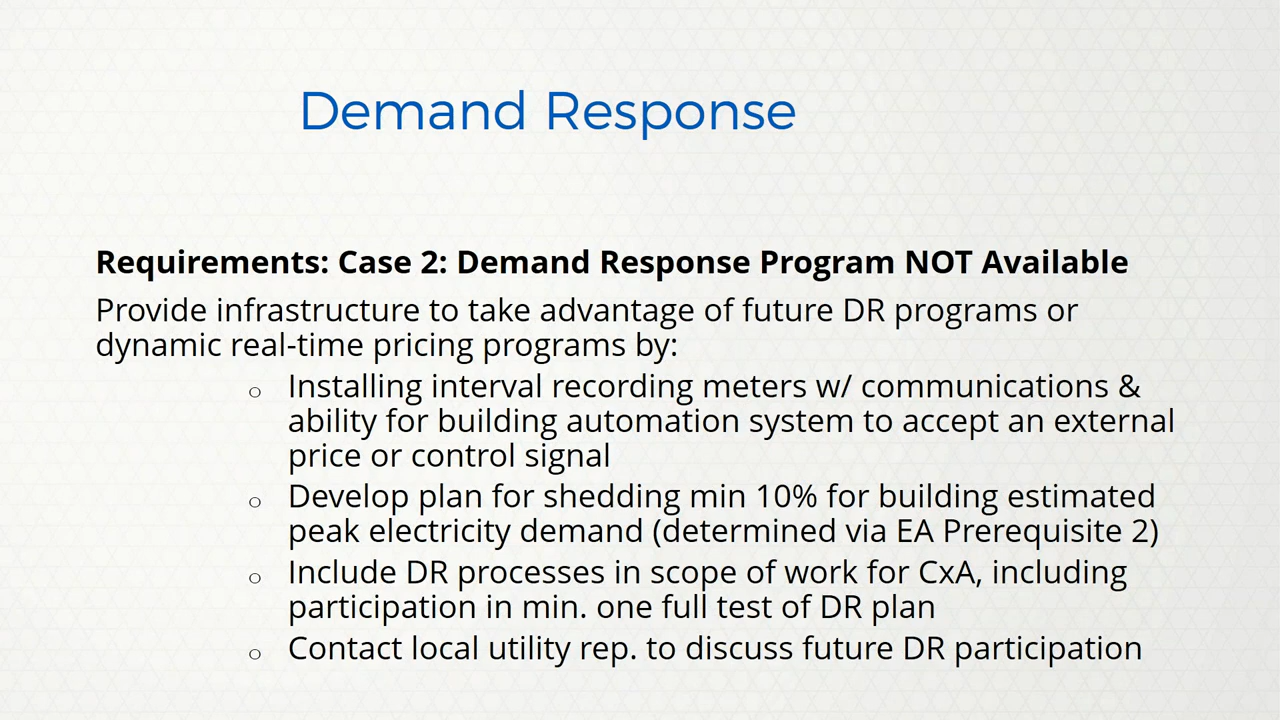 Demand Response
Requirements: Case 2: Demand Response Program NOT Available
Provide infrastructure to take advantage of future DR programs or
dynamic real-time pricing programs by:
○ Installing interval recording meters w/ communications &
ability for building automation system to accept an external
price or control signal
○ Develop plan for shedding min 10% for building estimated
peak electricity demand (determined via EA Prerequisite 2)
○ Include DR processes in scope of work for CxA, including
participation in min. one full test of DR plan
○ Contact local utility rep. to discuss future DR participation